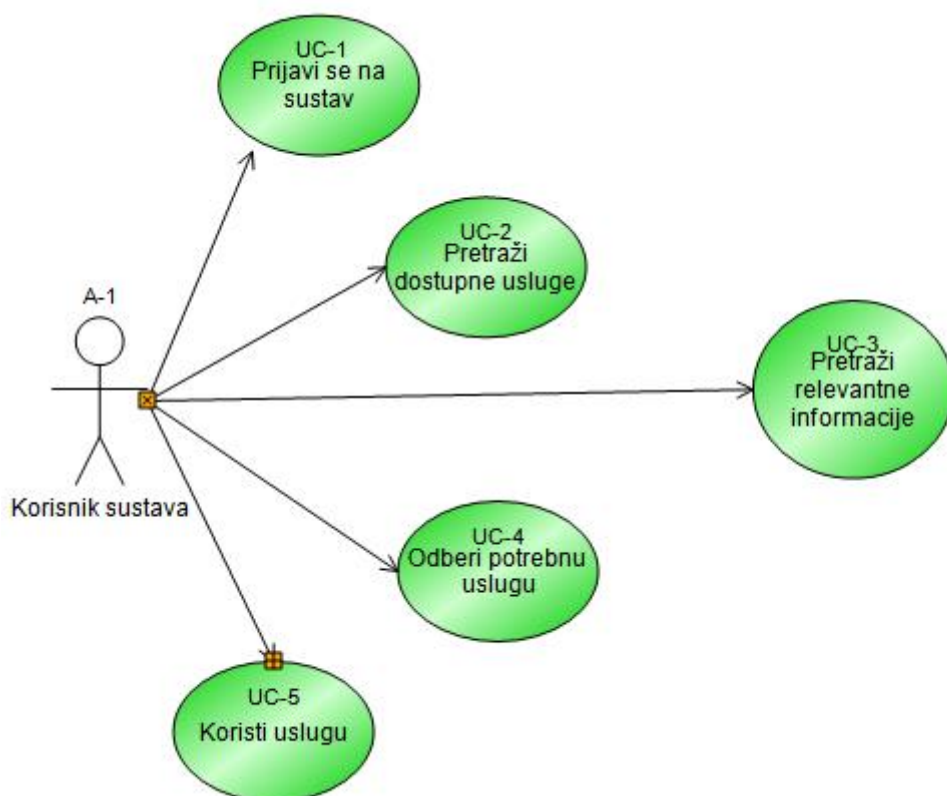 UC-1
Prijavi se na
sustav
UC-2
Pretraži
dostupne usluge
A-1
UC-3
Pretraži
relevantne
informacije
Korisnik sustava
UC-4
Odberi potrebnu
uslugu
UC-5
Koristi uslugu